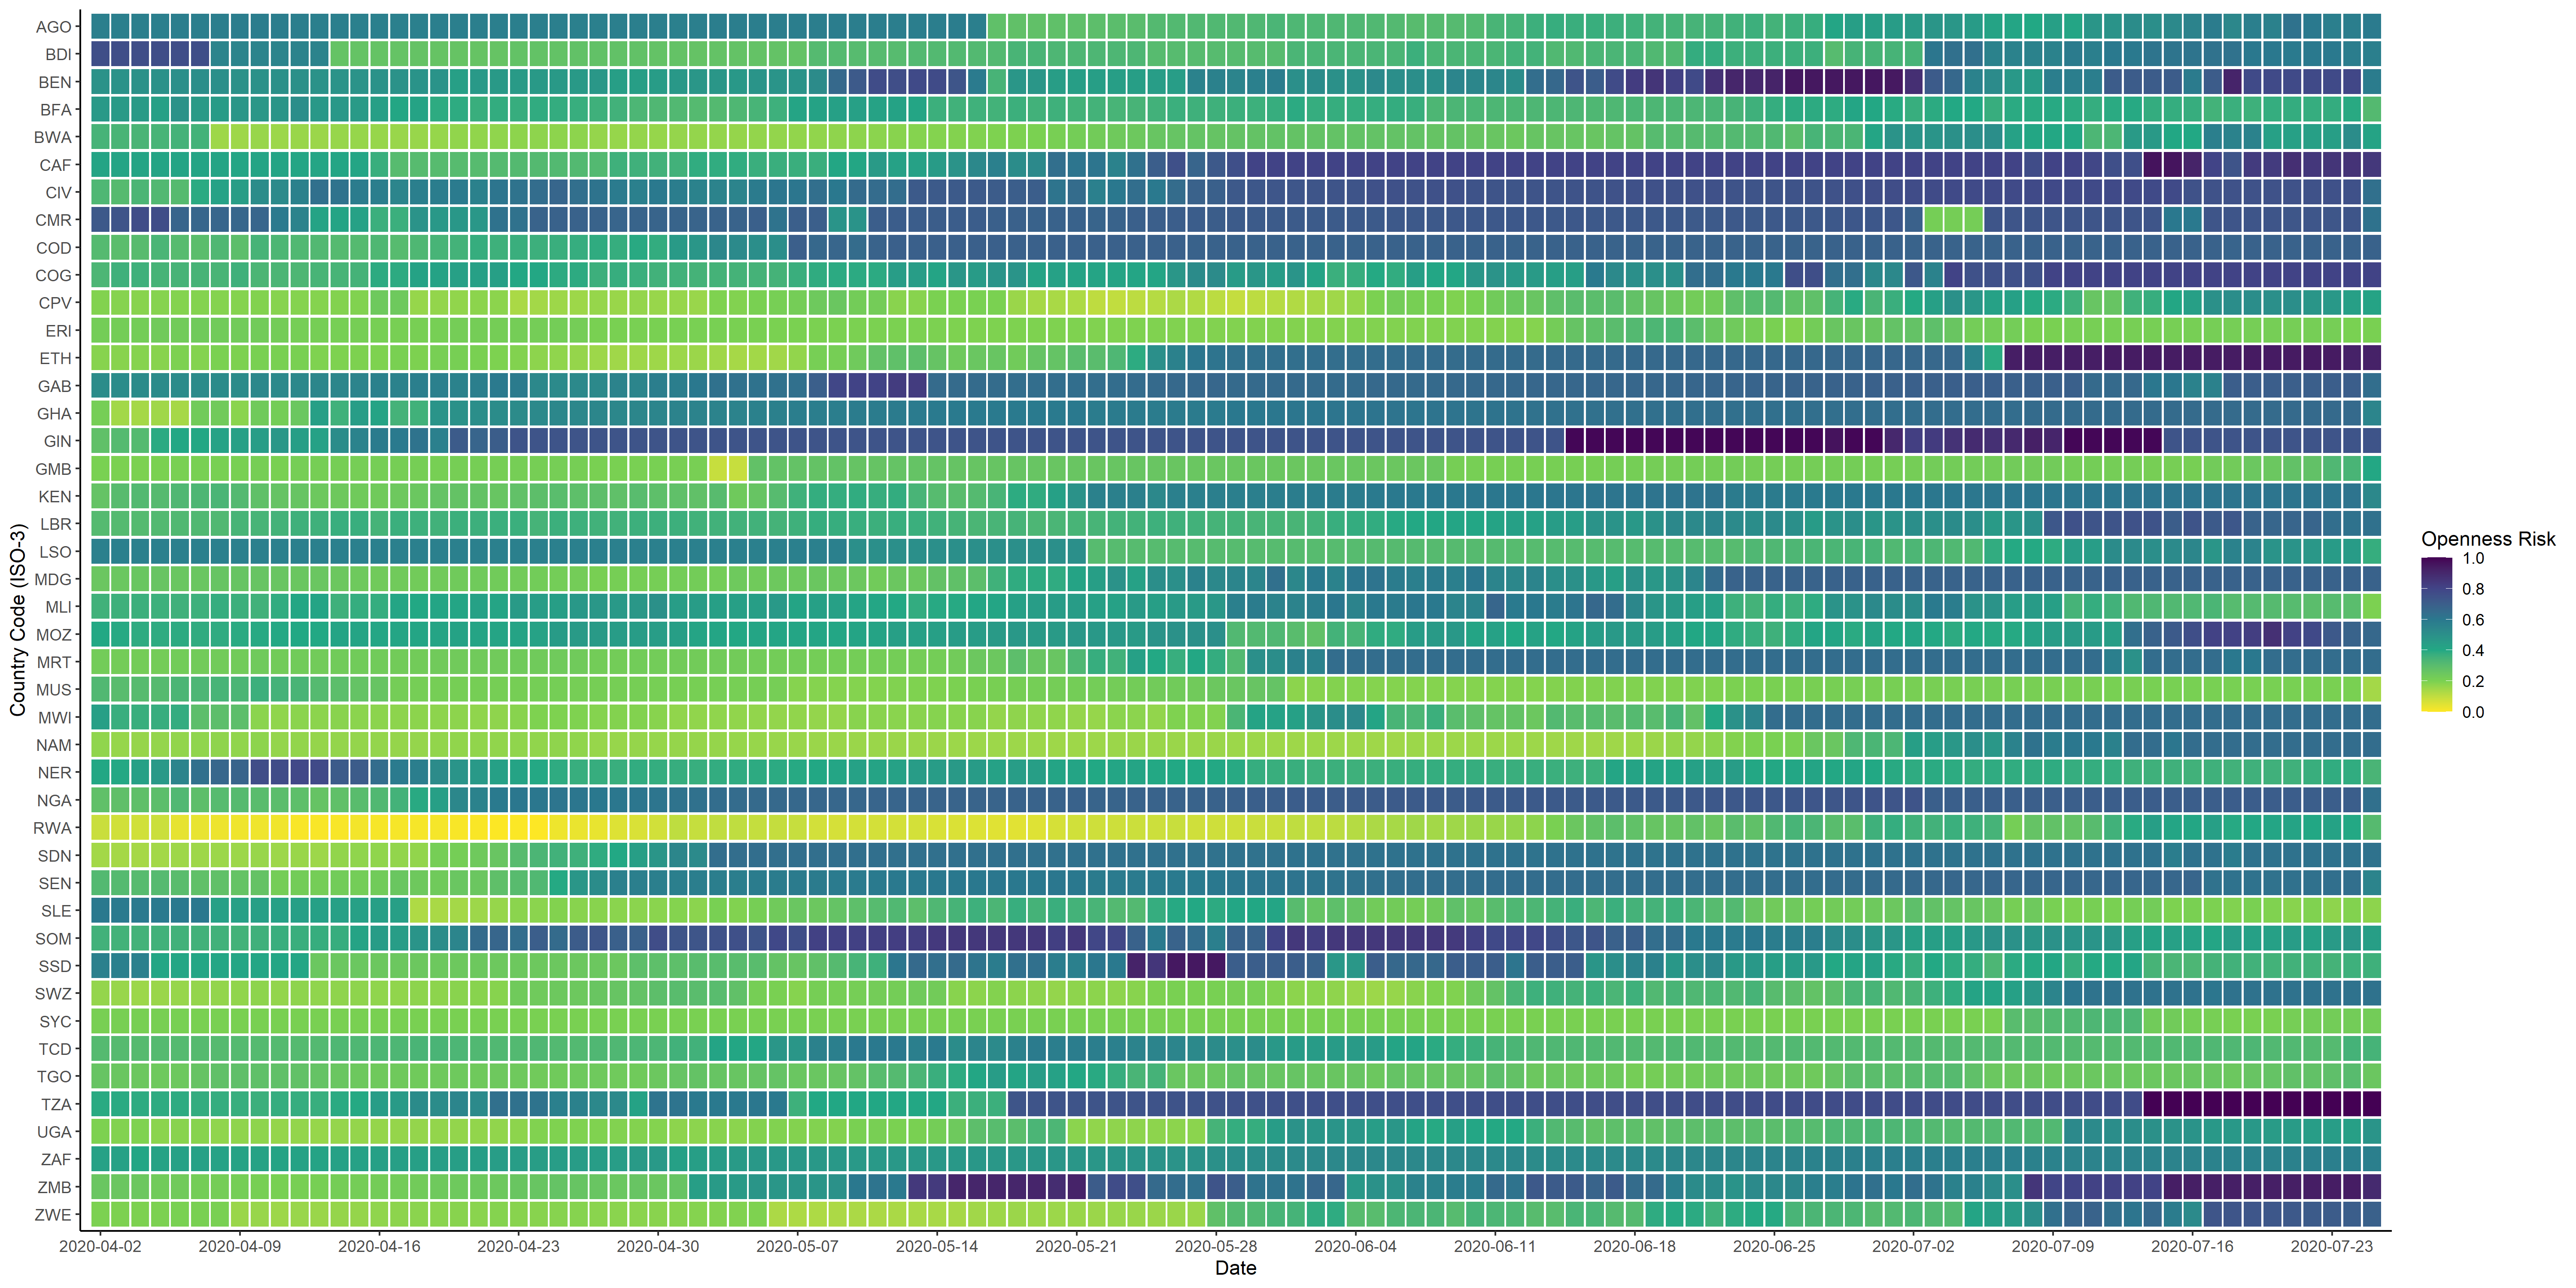 AGO
BDI
BEN
BFA
BWA
CAF
CIV
CMR
COD
COG
CPV
ERI
ETH
GAB
GHA
GIN
GMB
KEN
LBR
LSO
MDG
MLI
MOZ
MRT
MUS
MWI
NAM
NER
NGA
RWA
SDN
SEN
SLE
SOM
SSD
SWZ
SYC
TCD
TGO
TZA
UGA
ZAF
ZMB
ZWE
Country Code (ISO-3)
2020-04-02 2020-04-09 2020-04-16 2020-04-23 2020-04-30 2020-05-07 2020-05-14 2020-05-21 2020-05-28 2020-06-04 2020-06-11 2020-06-18 2020-06-25 2020-07-02 2020-07-09 2020-07-16 2020-07-23
Date
Openness Risk
1.0
0.8
0.6
0.4
0.2
0.0